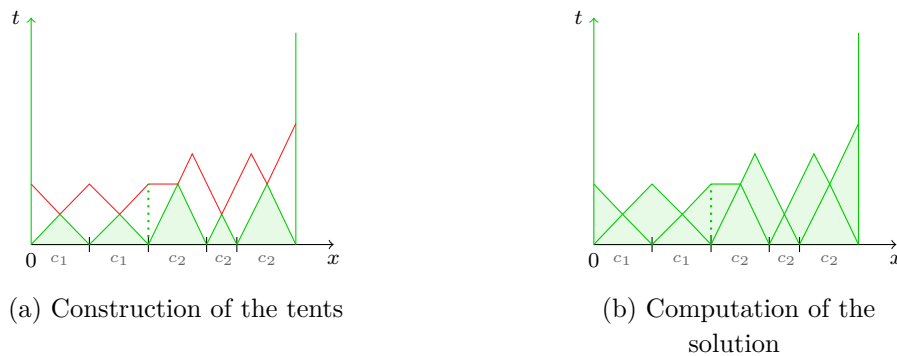 t
0 c₁ c₁ c₂ c₂ c₂ x
(a) Construction of the tents
t
0 c₁ c₁ c₂ c₂ c₂ x
(b) Computation of the
solution